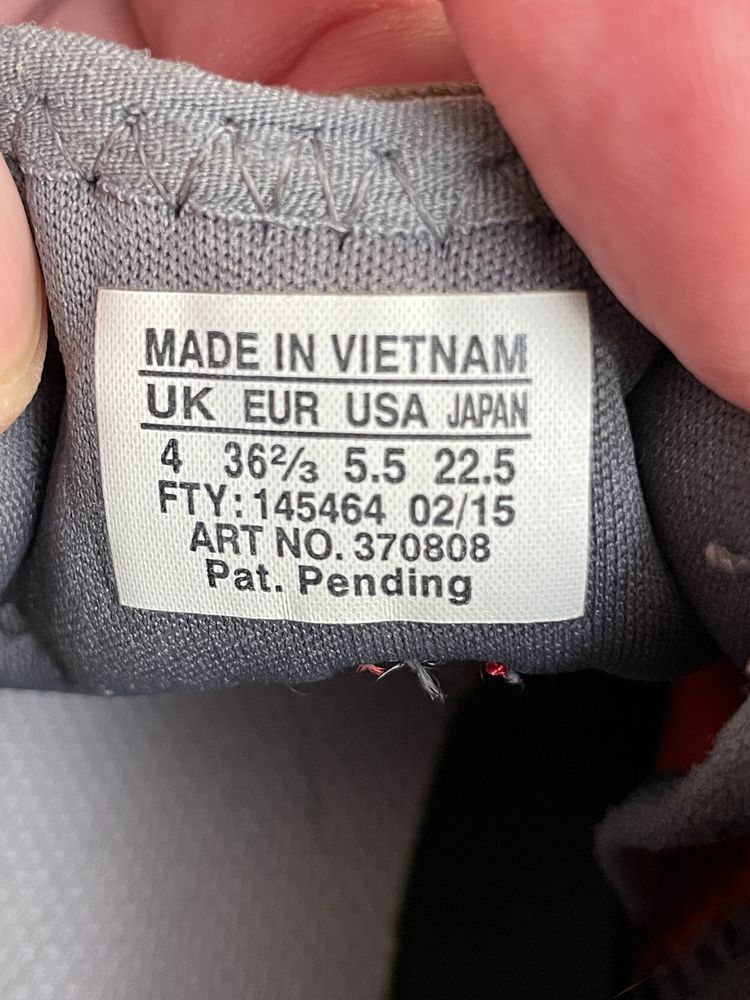 MADE IN VIETNAM
UK EUR USA JAPAN
4 36²/₃ 5.5 22.5
FTY: 145464 02/15
ART NO. 370808
Pat. Pending